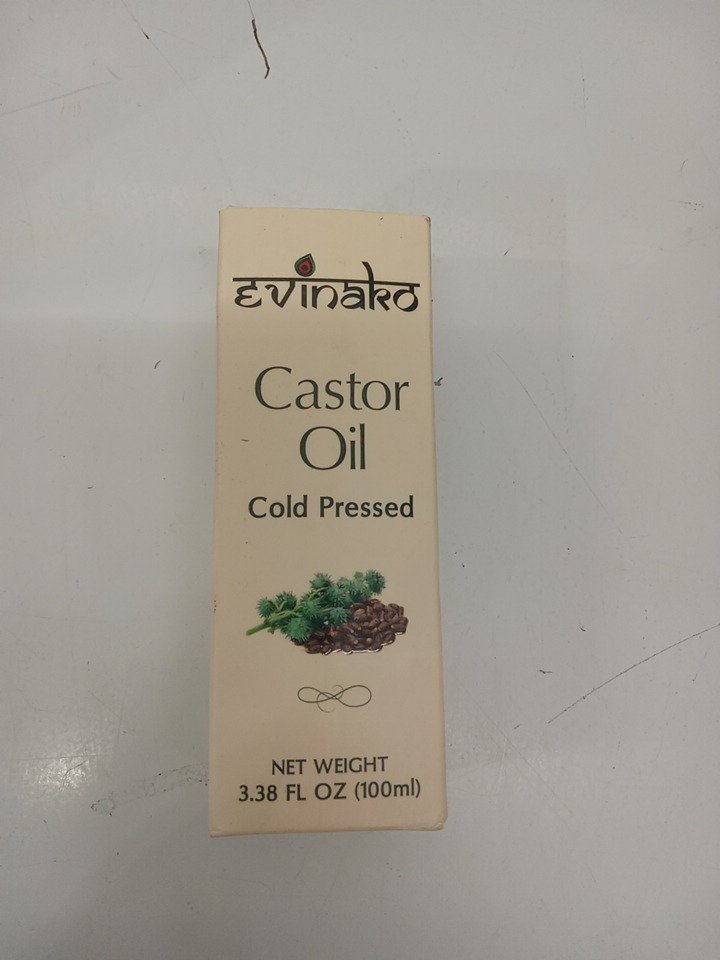 evinako
Castor
Oil
Cold Pressed
NET WEIGHT
3.38 FL OZ (100ml)